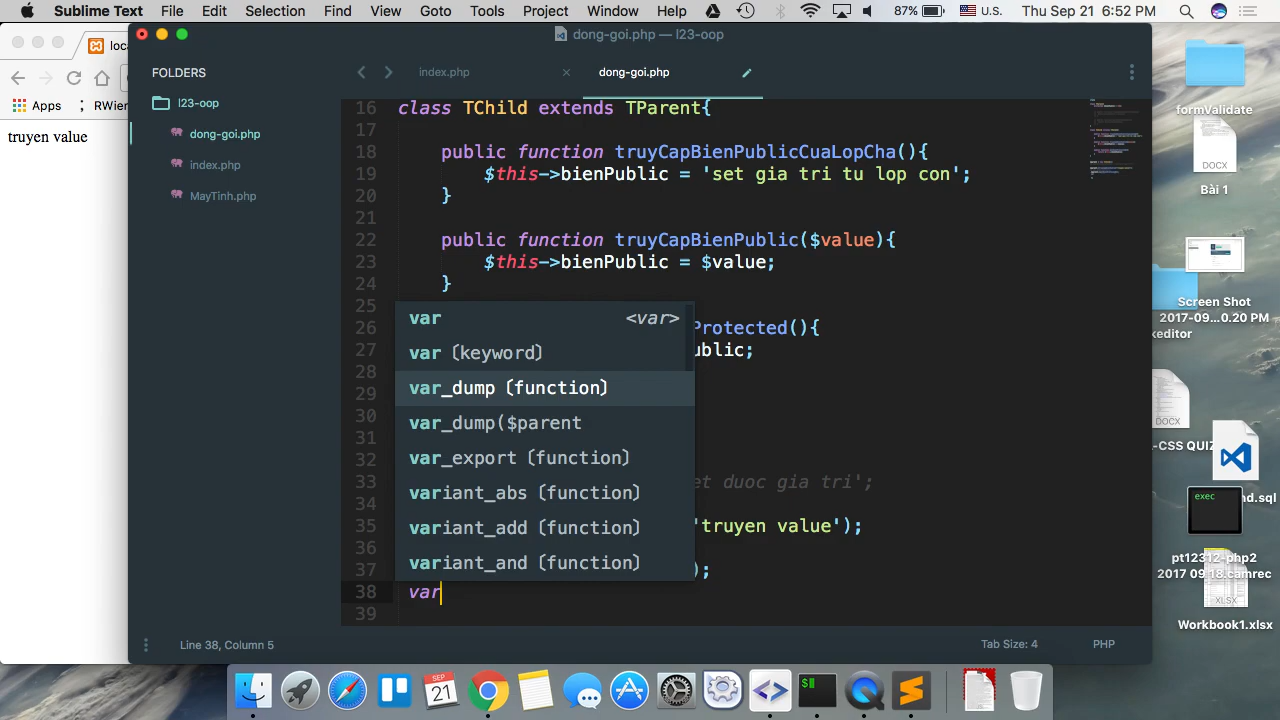 Sublime Text File Edit Selection Find View Goto Tools Project Window Help 87% U.S. Thu Sep 21 6:52 PM
dong-goi.php — l23-oop
loca
FOLDERS
index.php
dong-goi.php
Apps
RWien
l23-oop
truyen value
dong-goi.php
index.php
MayTinh.php
16 class TChild extends TParent{
17
18 public function truyCapBienPublicCuaLopCha(){
19 $this->bienPublic = 'set gia tri tu lop con';
20 }
21
22 public function truyCapBienPublic($value){
23 $this->bienPublic = $value;
24 }
25
26 Protected(){
27 ublic;
28
29
30
31
32
33 et duoc gia tri';
34
35 'truyen value');
36
37 );
38 var
39
var <var>
var (keyword)
var_dump (function)
var_dump($parent
var_export (function)
variant_abs (function)
variant_add (function)
variant_and (function)
Line 38, Column 5
Tab Size: 4
PHP
formValidate
DOCX
Bài 1
Screen Shot
2017-09...0.20 PM
keditor
DOCX
-CSS QUIZ
nd.sql
exec
pt12312-php2
2017 09 18.camrec
XLSX
Workbook1.xlsx
SEP
21